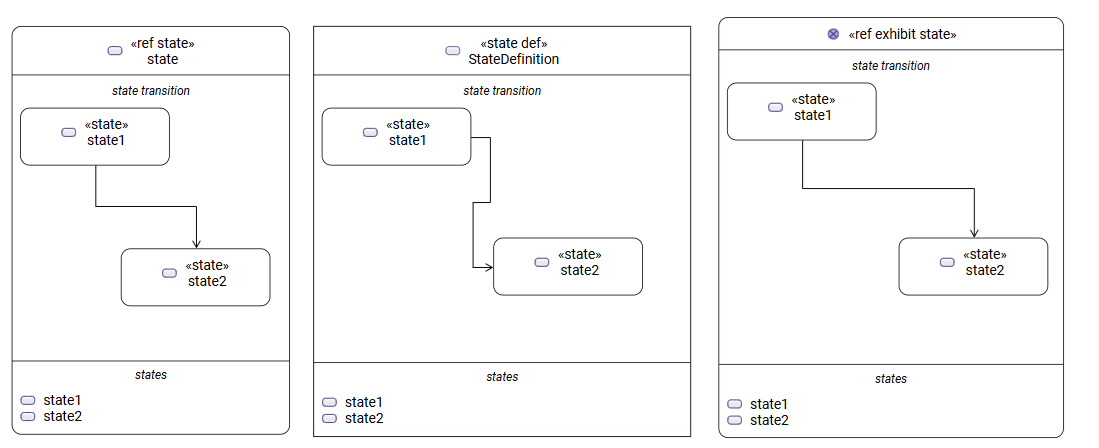 «ref state»
state
state transition
«state»
state1
«state»
state2
states
state1
state2
«state def»
StateDefinition
state transition
«state»
state1
«state»
state2
states
state1
state2
«ref exhibit state»
state transition
«state»
state1
«state»
state2
states
state1
state2